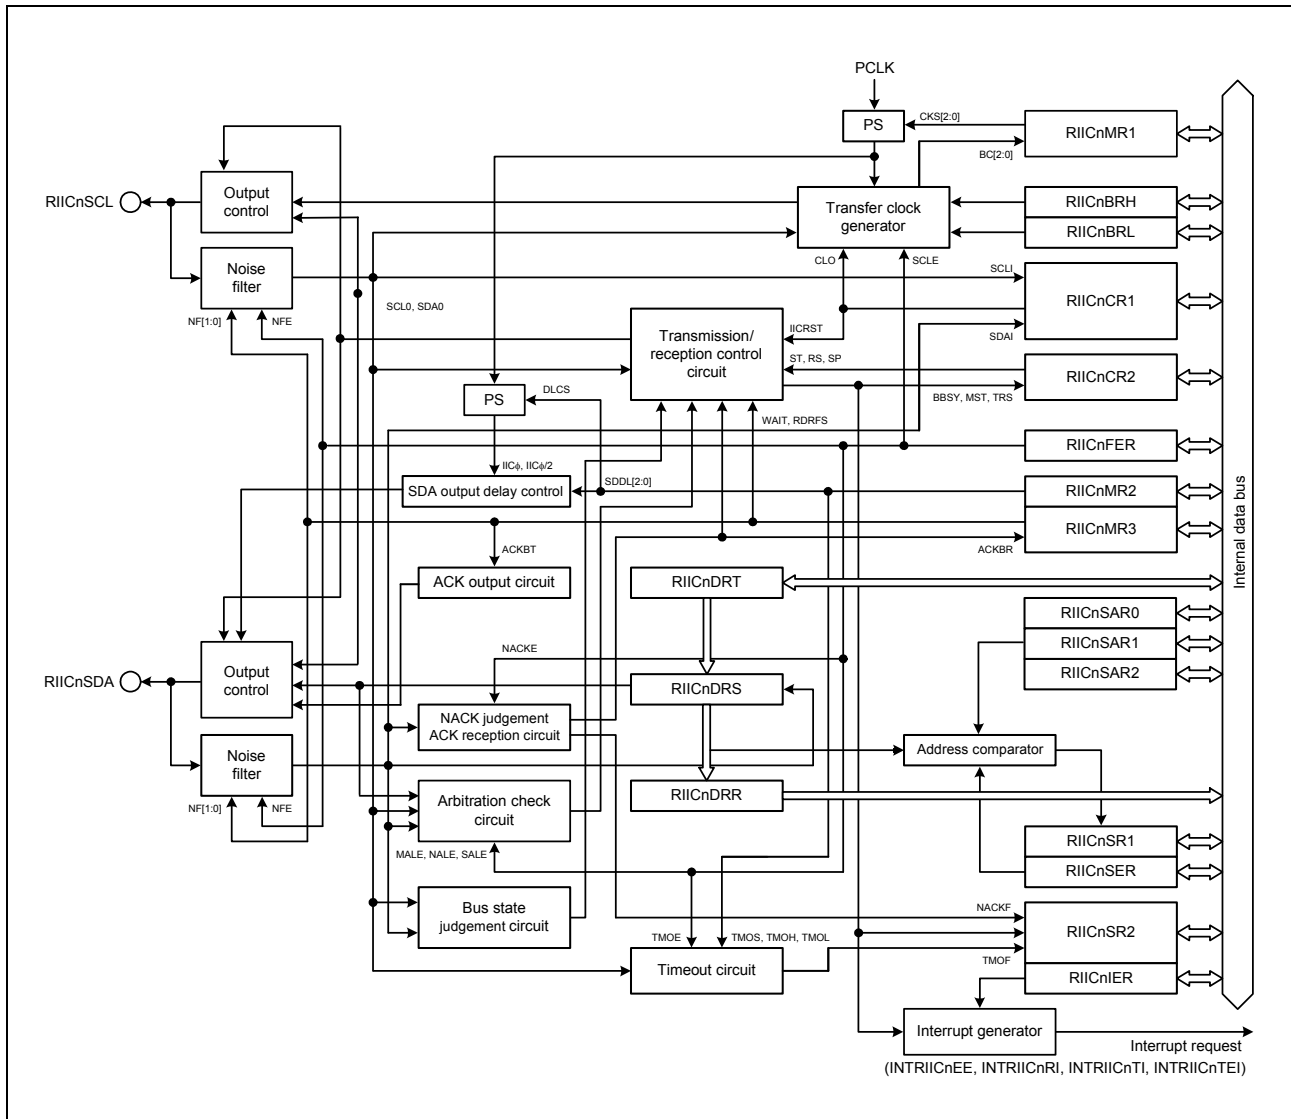 PCLK
PS
CKS[2:0]
RIICnMR1
BC[2:0]
RIICnSCL
Output
control
Transfer clock
generator
RIICnBRH
RIICnBRL
Noise
filter
CLO
SCLE
SCLI
RIICnCR1
NF[1:0]
NFE
SCL0, SDA0
Transmission/
reception control
circuit
IICRST
SDAI
ST, RS, SP
RIICnCR2
BBSY, MST, TRS
PS
DLCS
WAIT, RDRFS
RIICnFER
IICϕ, IICϕ/2
SDA output delay control
SDDL[2:0]
RIICnMR2
RIICnMR3
ACKBT
ACKBR
Internal data bus
ACK output circuit
RIICnDRT
RIICnSAR0
RIICnSAR1
RIICnSAR2
NACKE
RIICnSDA
Output
control
RIICnDRS
NACK judgement
ACK reception circuit
Address comparator
Noise
filter
RIICnDRR
NF[1:0]
NFE
Arbitration check
circuit
MALE, NALE, SALE
RIICnSR1
RIICnSER
Bus state
judgement circuit
NACKF
RIICnSR2
TMOE
TMOS, TMOH, TMOL
TMOF
Timeout circuit
RIICnIER
Interrupt generator
Interrupt request
(INTRIICnEE, INTRIICnRI, INTRIICnTI, INTRIICnTEI)